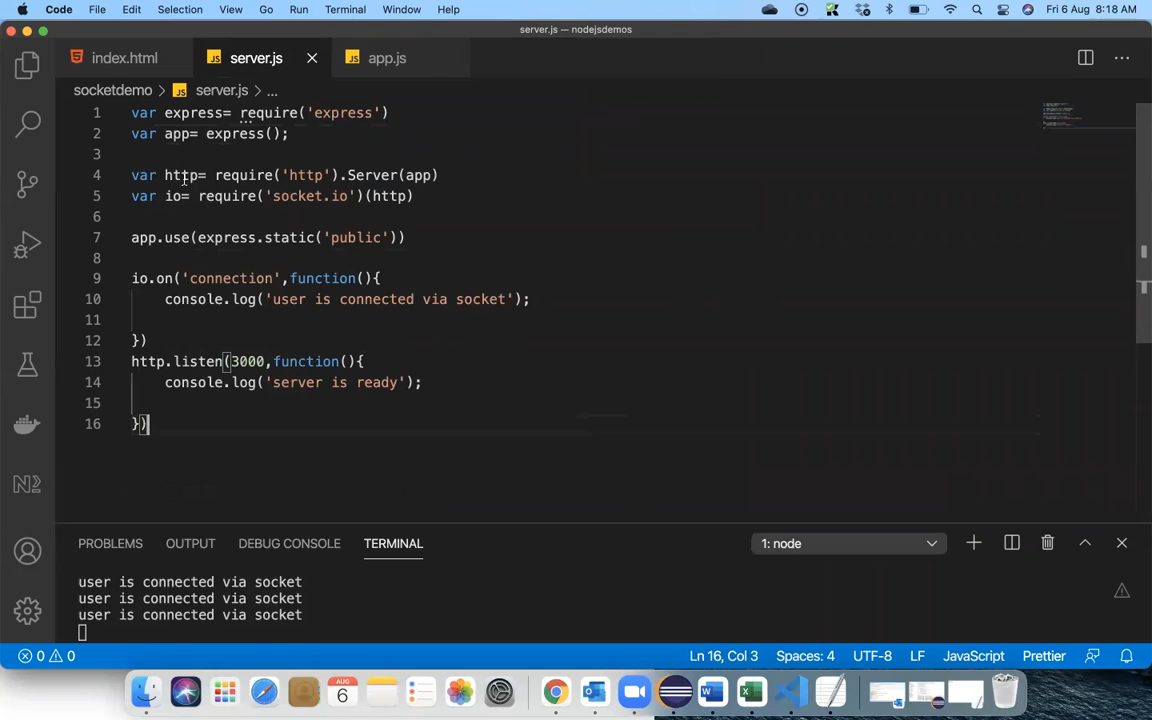 Code File Edit Selection View Go Run Terminal Window Help Fri 6 Aug 8:18 AM
server.js — nodejsdemos
index.html JS server.js JS app.js
socketdemo > JS server.js > ...
1 var express= require('express')
2 var app= express();
3
4 var http= require('http').Server(app)
5 var io= require('socket.io')(http)
6
7 app.use(express.static('public'))
8
9 io.on('connection',function(){
10 console.log('user is connected via socket');
11
12 })
13 http.listen(3000,function(){
14 console.log('server is ready');
15
16 })
PROBLEMS OUTPUT DEBUG CONSOLE TERMINAL 1: node
user is connected via socket
user is connected via socket
user is connected via socket
0 0 Ln 16, Col 3 Spaces: 4 UTF-8 LF JavaScript Prettier
AUG
6